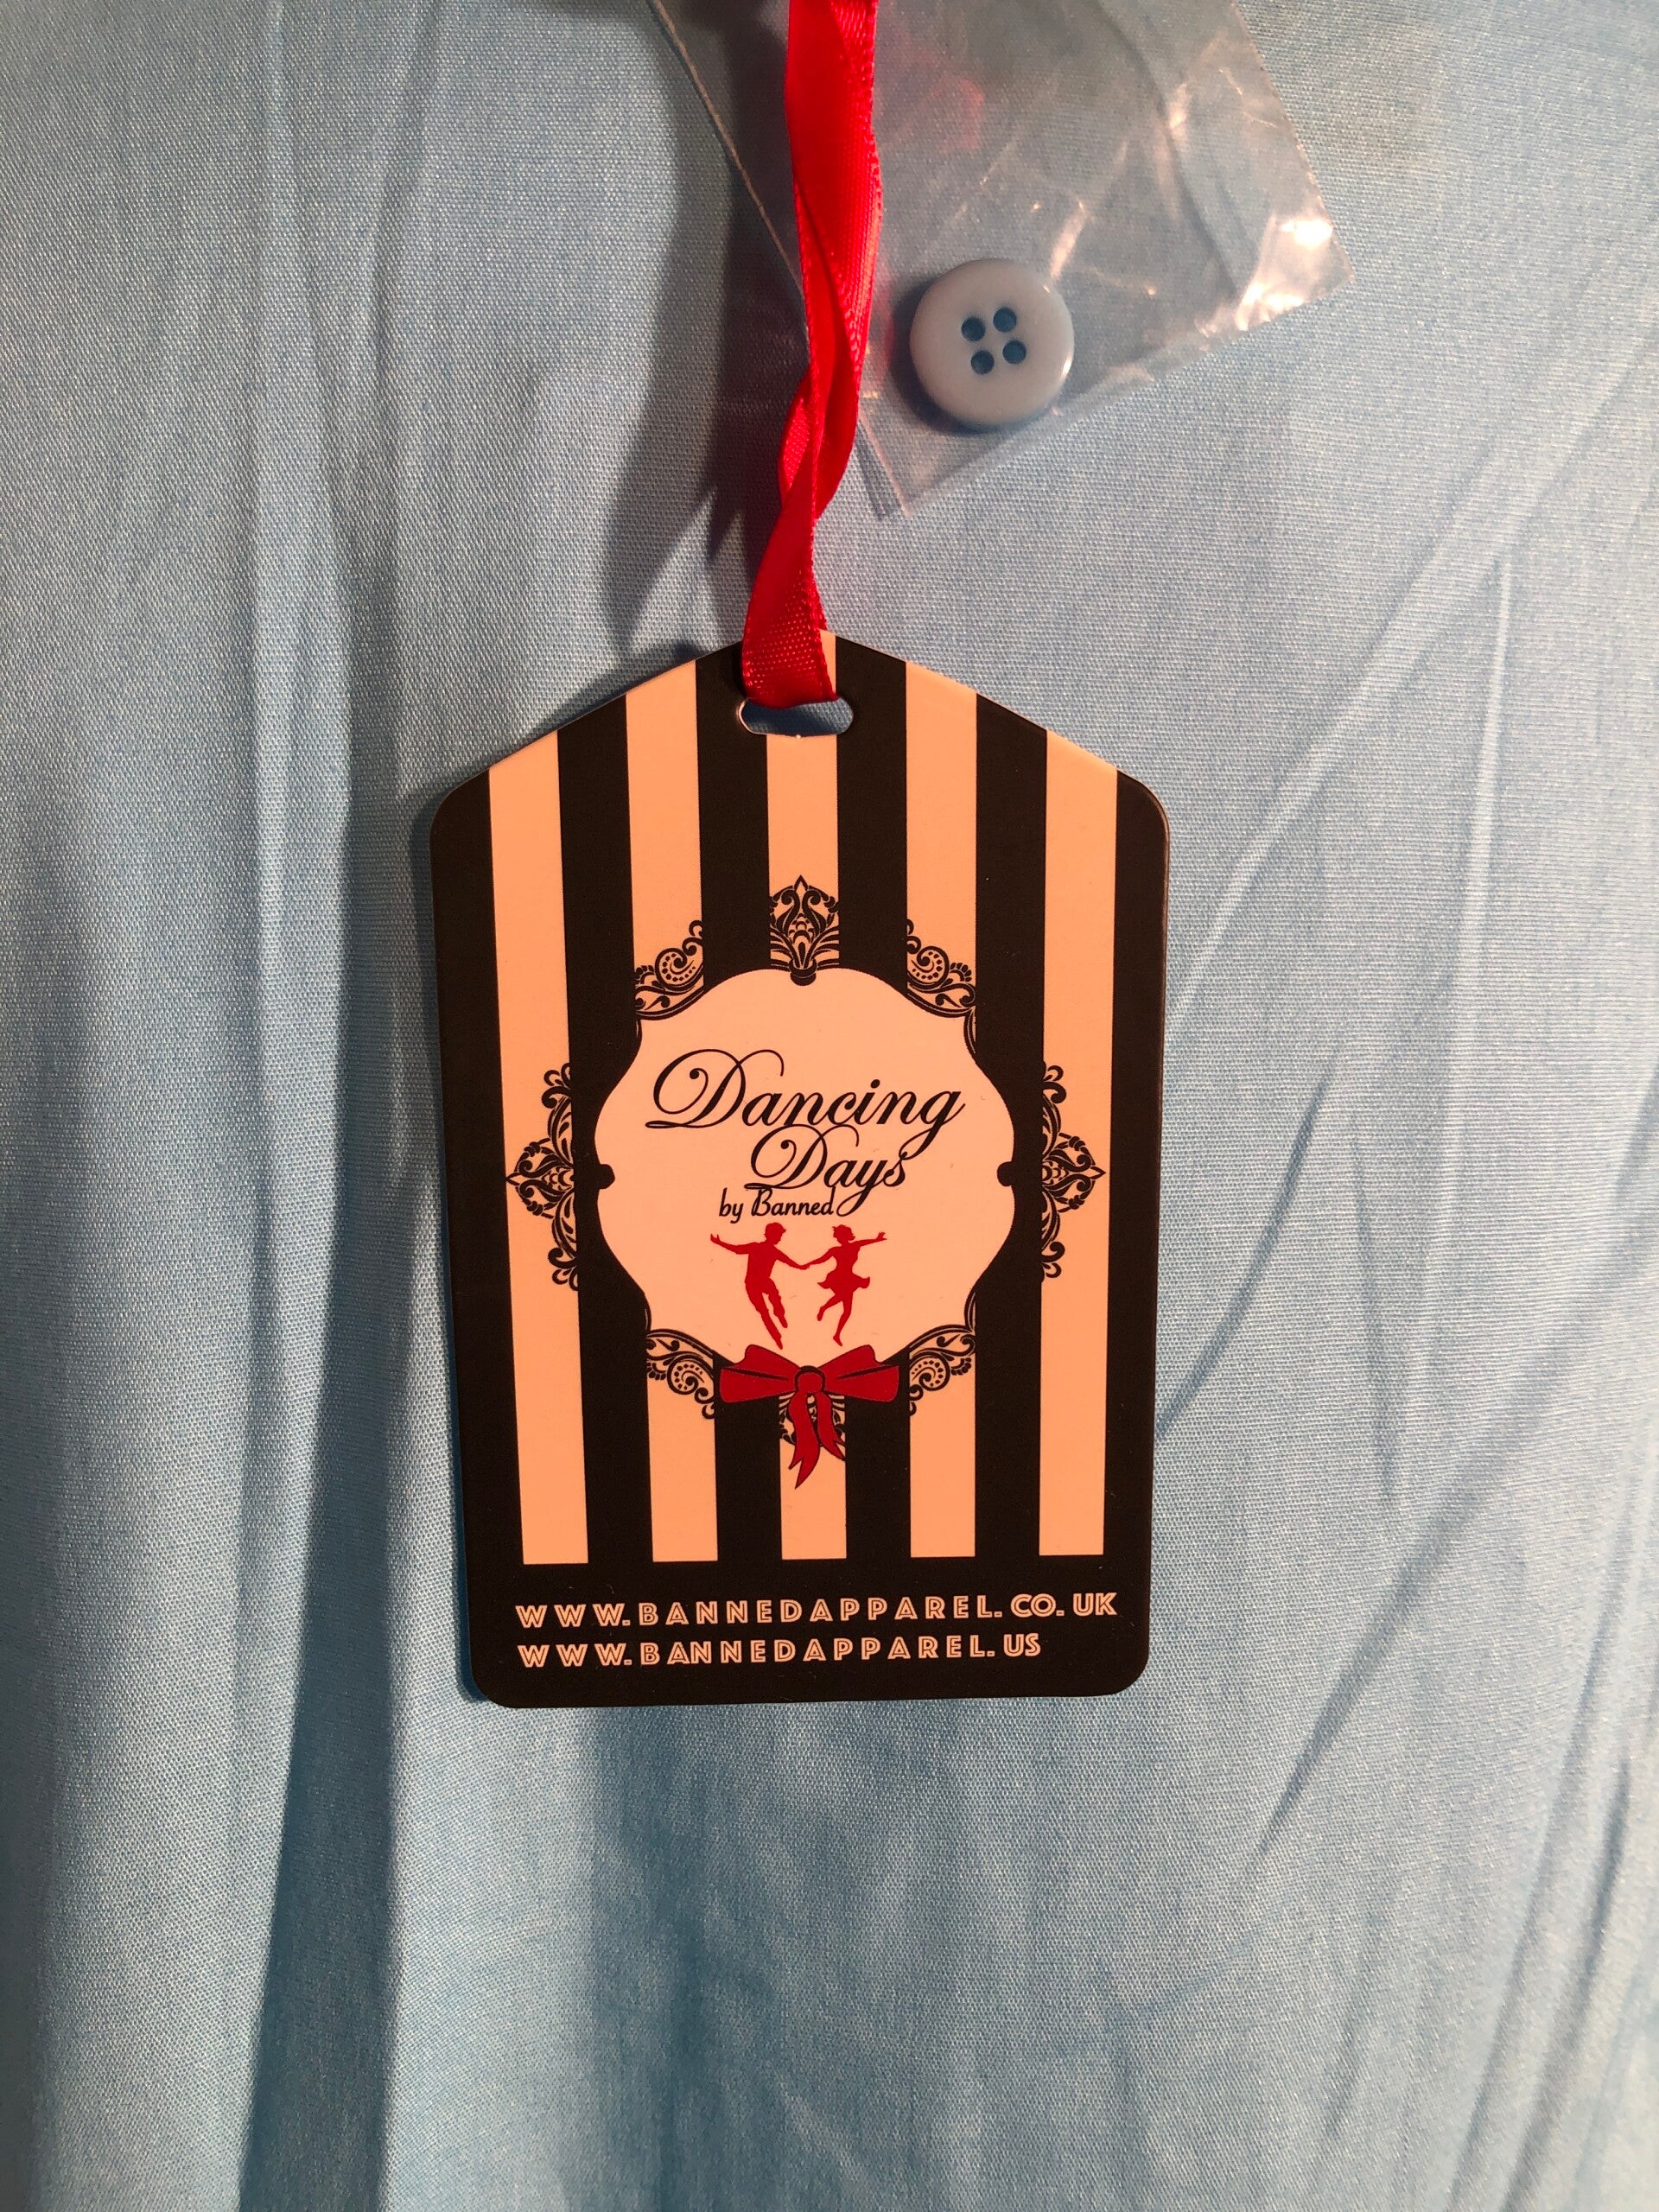 Dancing
Days
by Banned
WWW.BANNEDAPPAREL.CO.UK
WWW.BANNEDAPPAREL.US